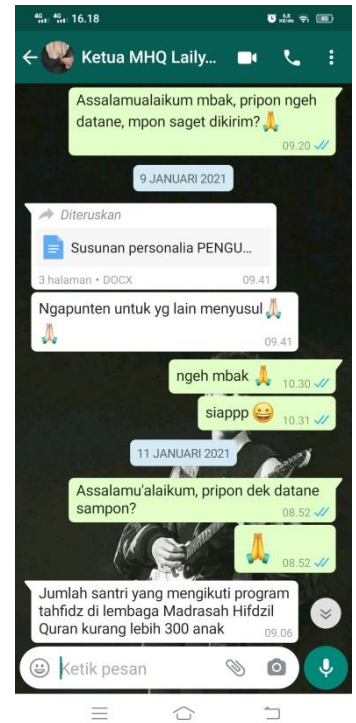 16.18
Ketua MHQ Laily...
Assalamualaikum mbak, pripon ngeh
datane, mpon saget dikirim?🙏
09.20
9 JANUARI 2021
Diteruskan
Susunan personalia PENGU...
3 halaman • DOCX
09.41
Ngapunten untuk yg lain menyusul🙏
🙏
09.41
ngeh mbak 🙏 10.30
siappp 😀 10.31
11 JANUARI 2021
Assalamu'alaikum, pripon dek datane
sampon?
08.52
🙏
08.52
Jumlah santri yang mengikuti program
tahfidz di lembaga Madrasah Hifdzil
Quran kurang lebih 300 anak
09.06
Ketik pesan